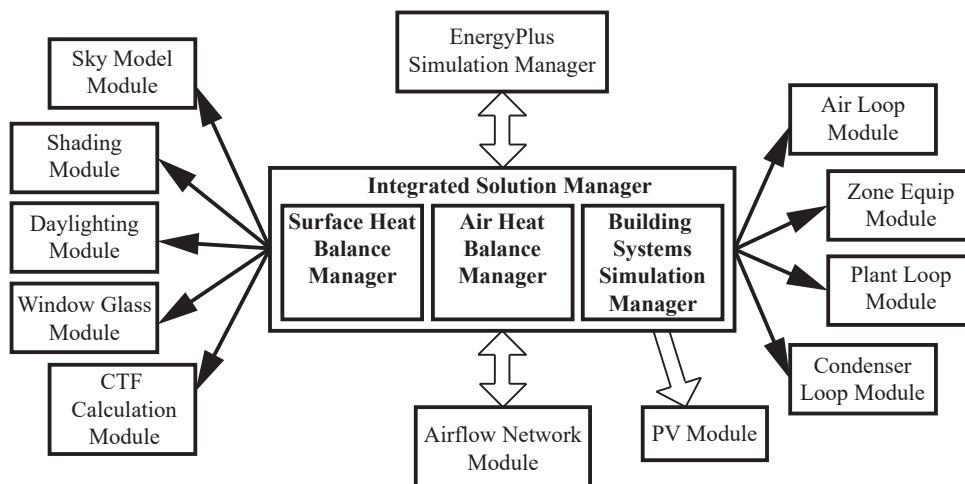 Sky Model
Module
Shading
Module
Daylighting
Module
Window Glass
Module
CTF
Calculation
Module
EnergyPlus
Simulation Manager
Integrated Solution Manager
Surface Heat
Balance
Manager
Air Heat
Balance
Manager
Building
Systems
Simulation
Manager
Airflow Network
Module
PV Module
Air Loop
Module
Zone Equip
Module
Plant Loop
Module
Condenser
Loop Module